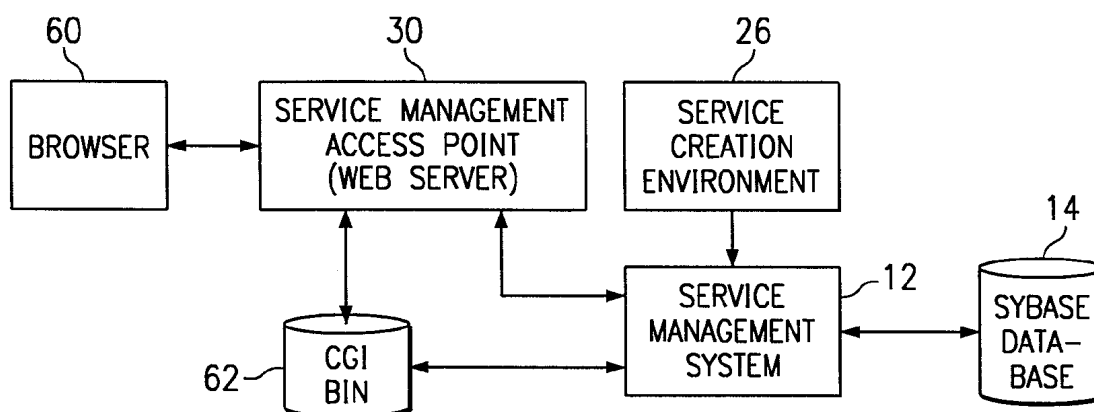 60
30
26
BROWSER
SERVICE MANAGEMENT
ACCESS POINT
(WEB SERVER)
SERVICE
CREATION
ENVIRONMENT
14
12
SERVICE
MANAGEMENT
SYSTEM
SYBASE
DATA-
BASE
62
CGI
BIN